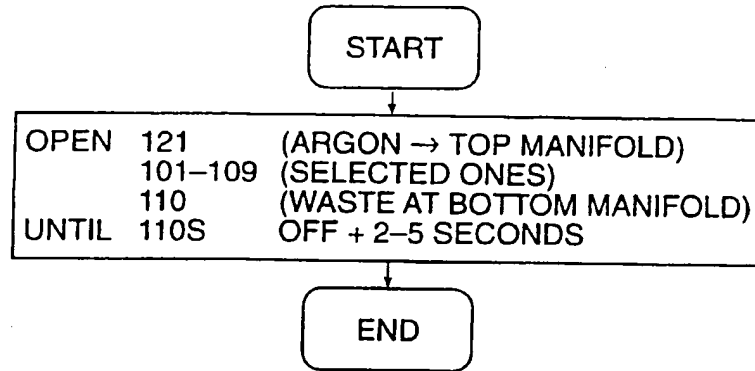 START
OPEN 121 (ARGON → TOP MANIFOLD)
101–109 (SELECTED ONES)
110 (WASTE AT BOTTOM MANIFOLD)
UNTIL 110S OFF + 2–5 SECONDS
END